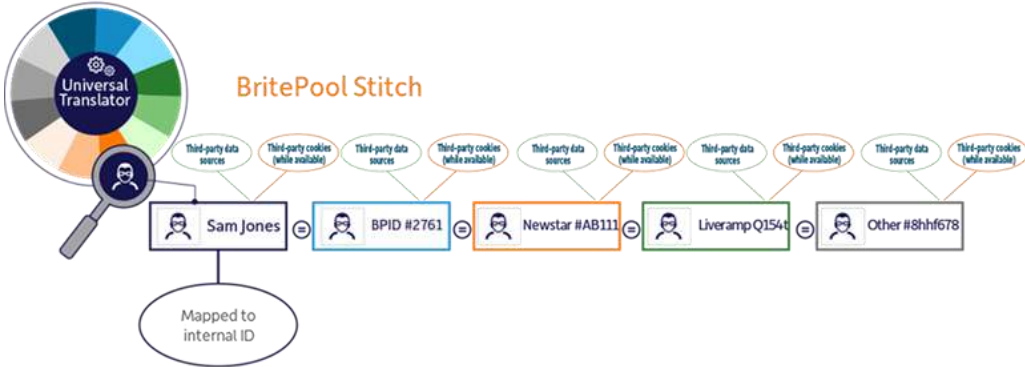 Universal
Translator
BritePool Stitch
Third-party data
sources
Third-party cookies
(while available)
Third-party data
sources
Third-party cookies
(while available)
Third-party data
sources
Third-party cookies
(while available)
Third-party data
sources
Third-party cookies
(while available)
Third-party data
sources
Third-party cookies
(while available)
Sam Jones
=
BPID #2761
=
Newstar #AB111
=
Liveramp Q154t
=
Other #8hhf678
Mapped to
internal ID